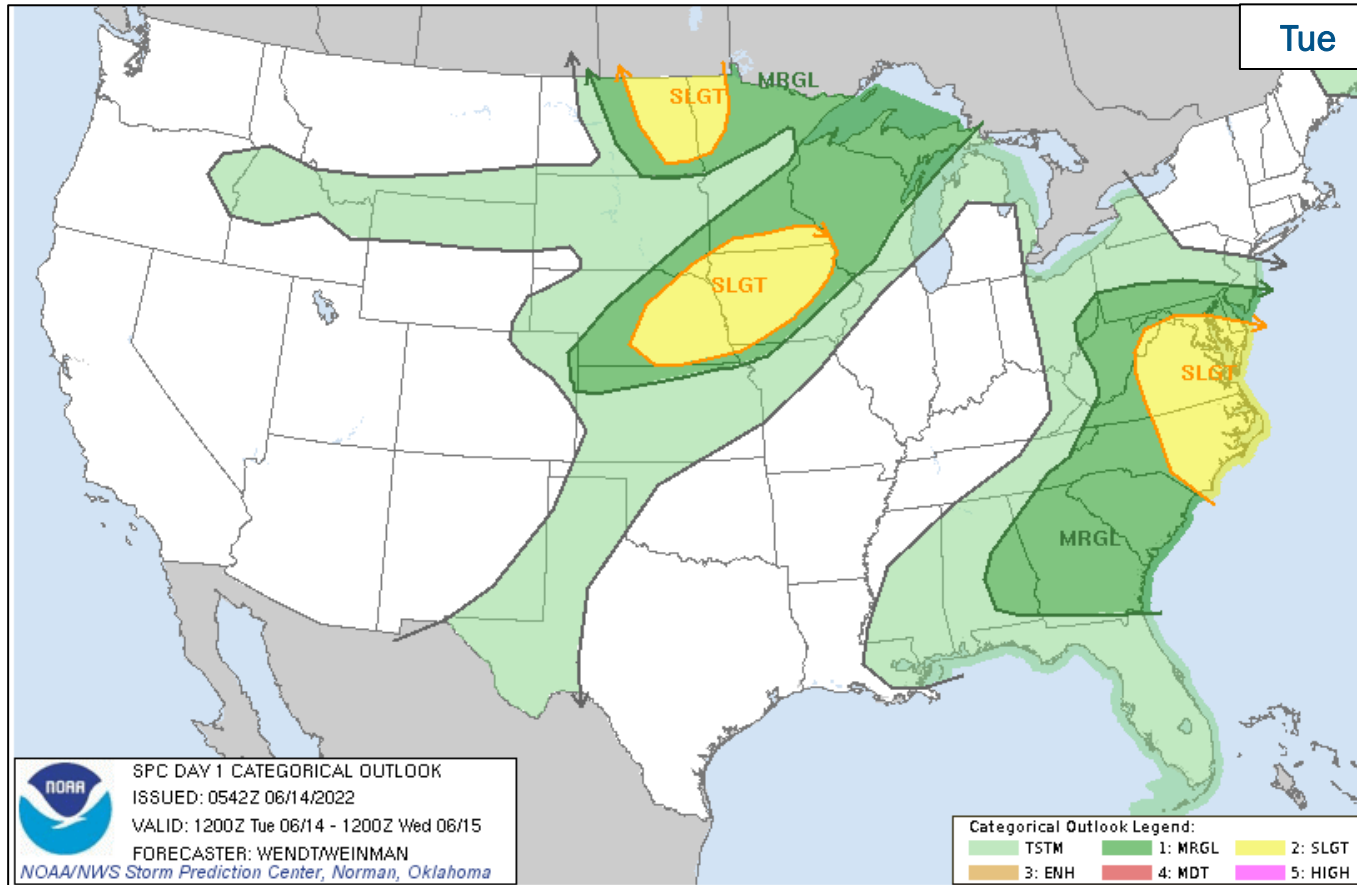 Tue
MRGL
SLGT
SLGT
SLGT
MRGL
NOAA
SPC DAY 1 CATEGORICAL OUTLOOK
ISSUED: 0542Z 06/14/2022
VALID: 1200Z Tue 06/14 - 1200Z Wed 06/15
FORECASTER: WENDT/WEINMAN
NOAA/NWS Storm Prediction Center, Norman, Oklahoma
Categorical Outlook Legend:
TSTM 1: MRGL 2: SLGT
3: ENH 4: MDT 5: HIGH